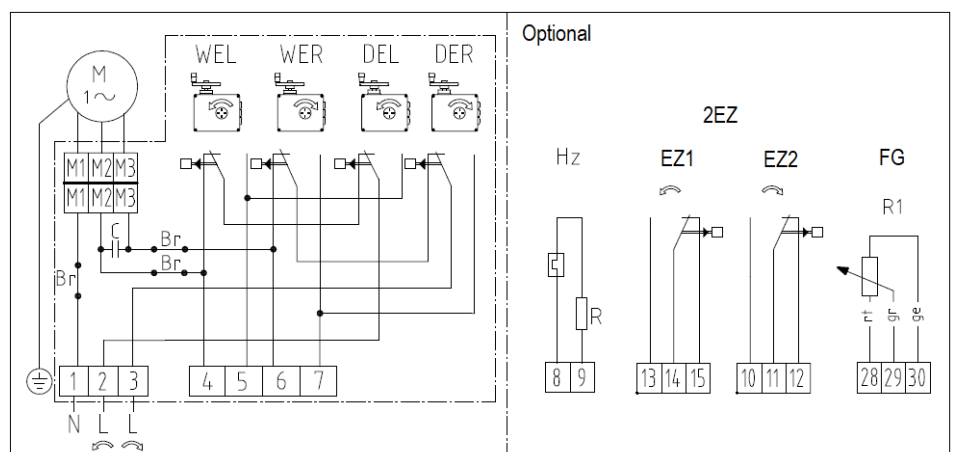 Optional
WEL WER DEL DER
M
1~
2EZ
Hz EZ1 EZ2 FG
M1 M2 M3
M1 M2 M3
R1
C
Br
Br
Br
R
rt gr ge
1 2 3 4 5 6 7
8 9 13 14 15 10 11 12 28 29 30
N L L